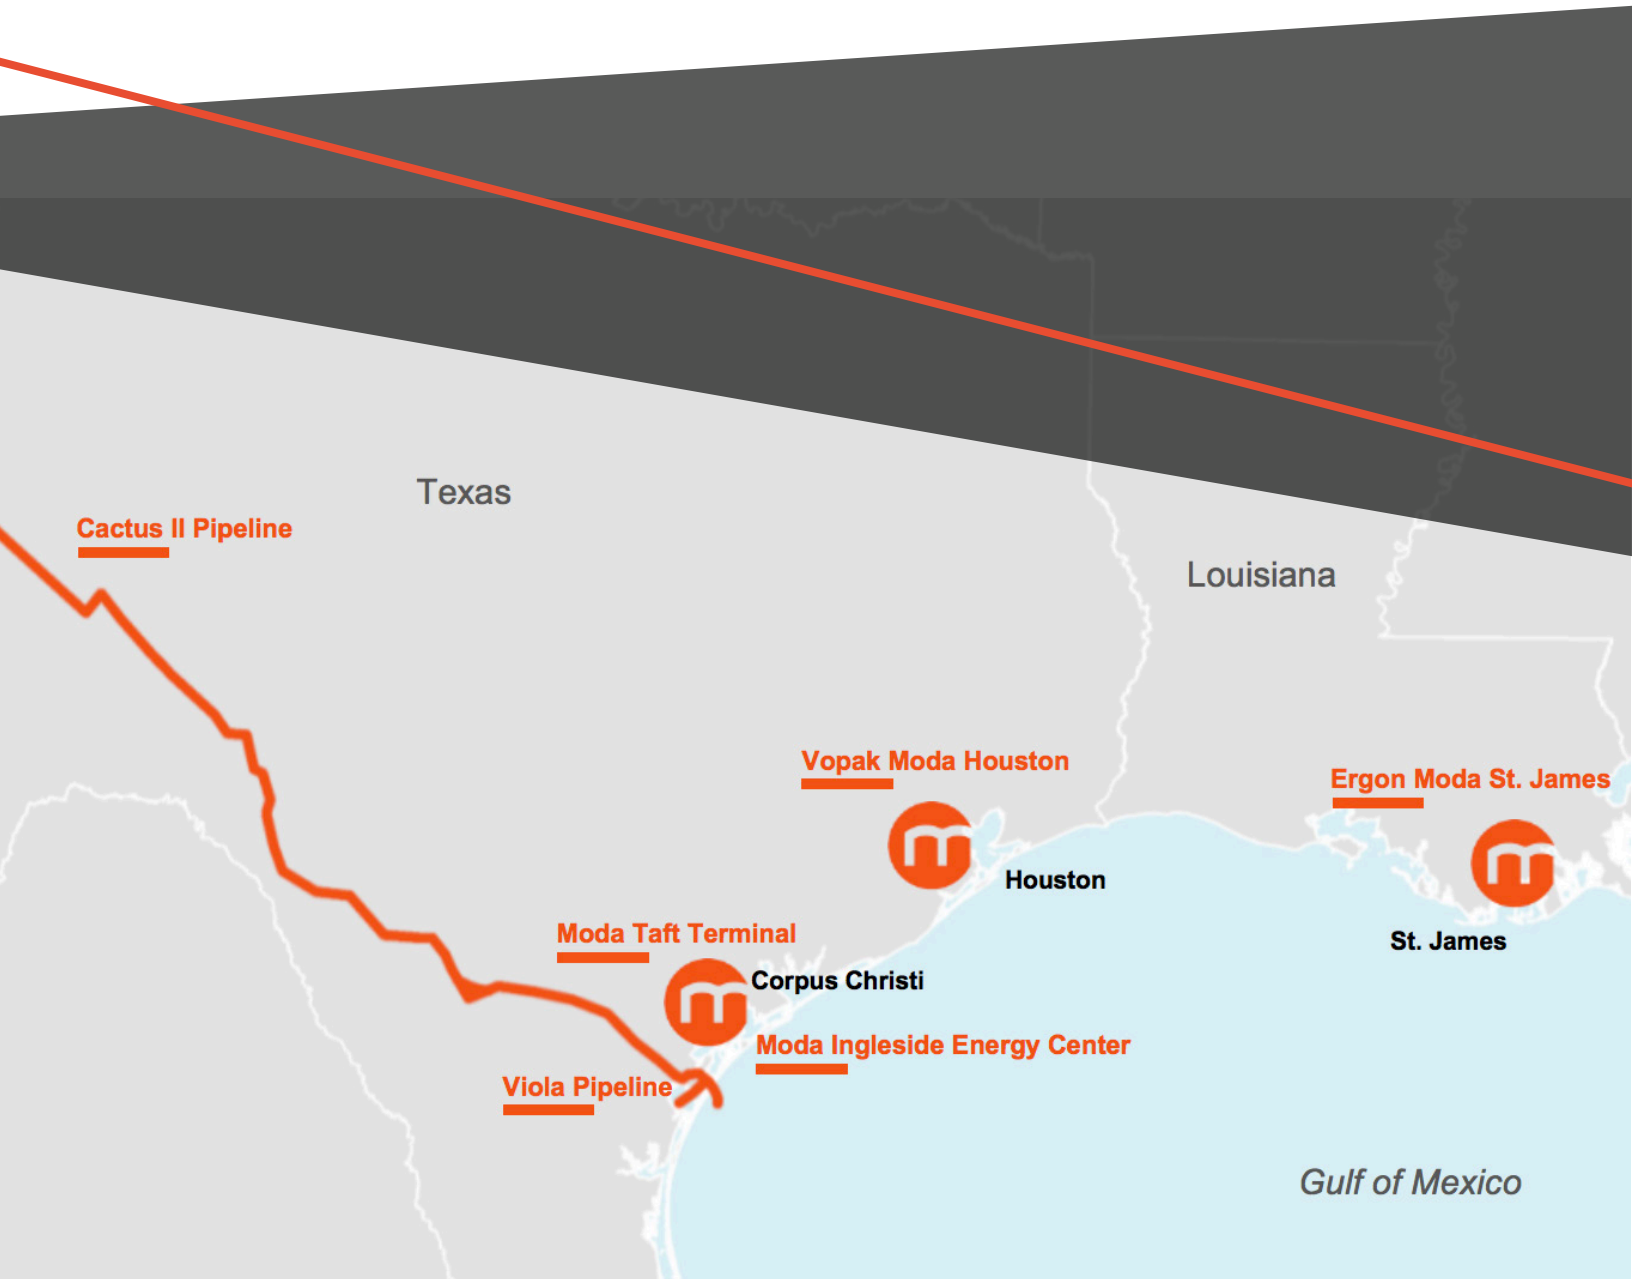 Texas
Cactus II Pipeline
Louisiana
Vopak Moda Houston
Ergon Moda St. James
m
m
Houston
Moda Taft Terminal
St. James
m
Corpus Christi
Moda Ingleside Energy Center
Viola Pipeline
Gulf of Mexico